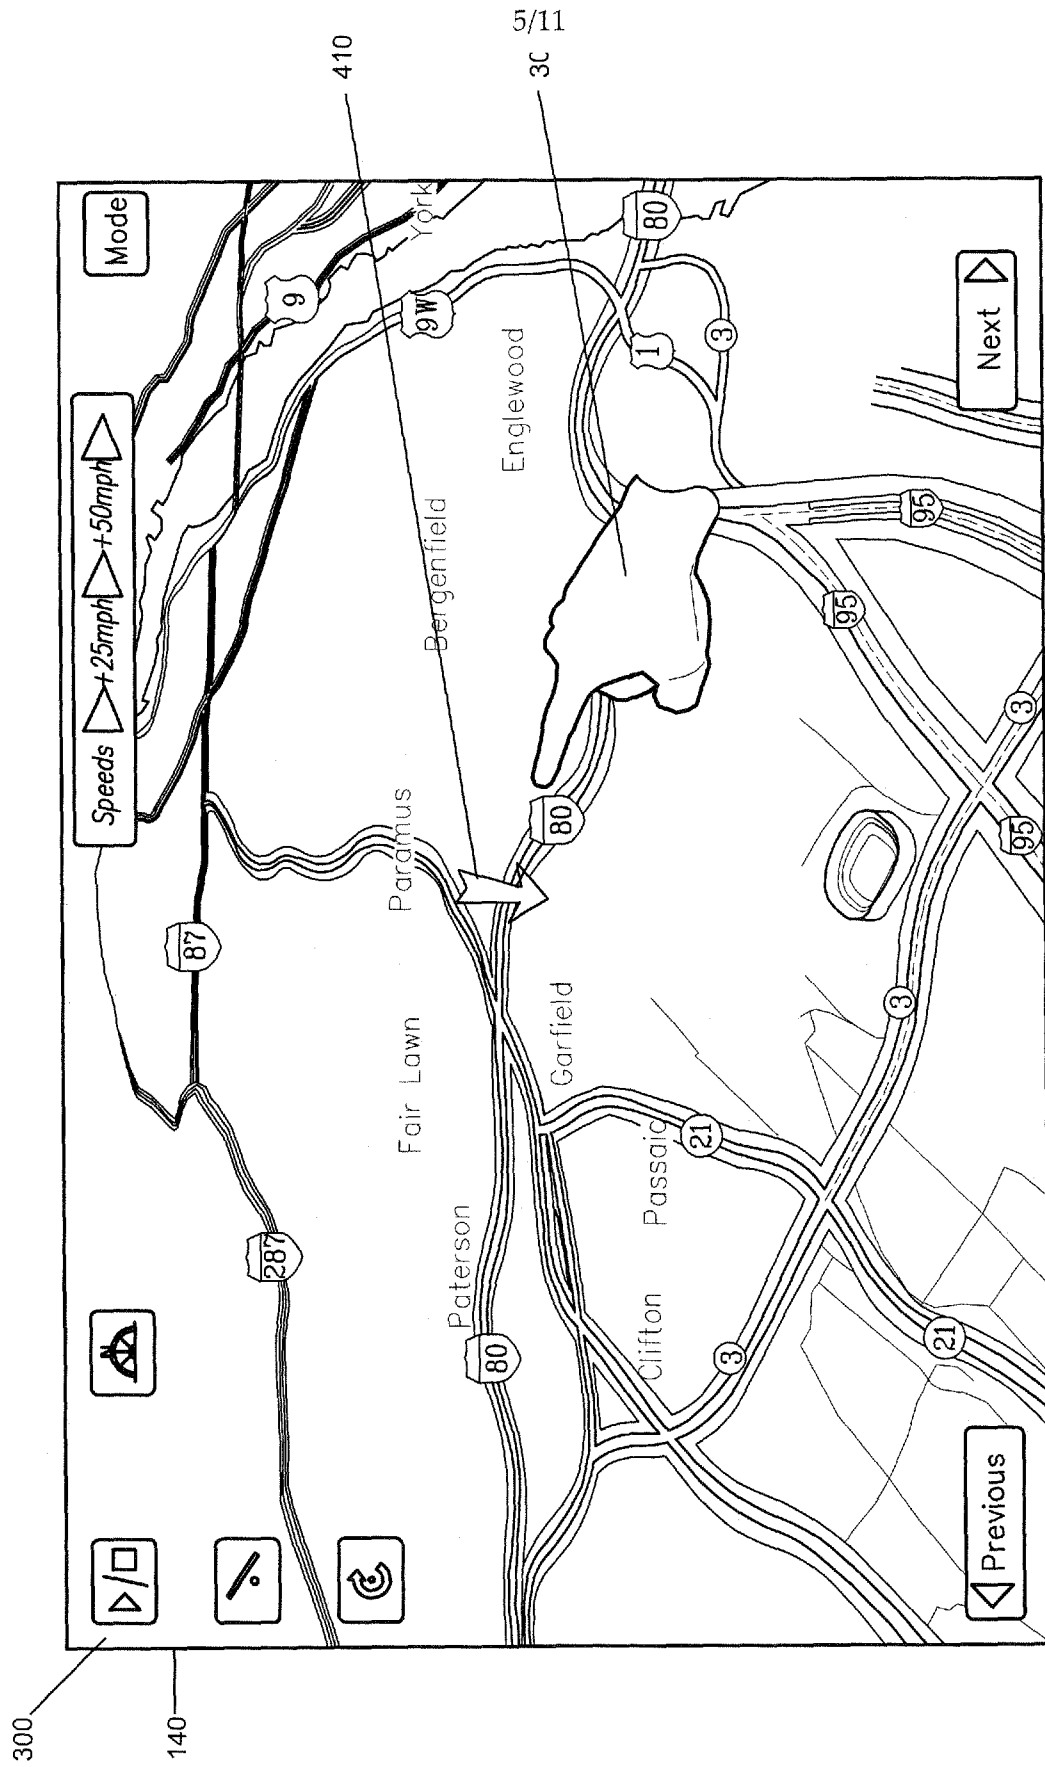 5/11
410
30
300
140
Speeds +25mph +50mph
Mode
N
287
87
9
York
9W
Paterson
Fair Lawn
Paramus
Bergenfield
Englewood
80
80
80
Garfield
1
3
Clifton
Passaic
21
3
95
95
95
3
3
21
Previous
Next